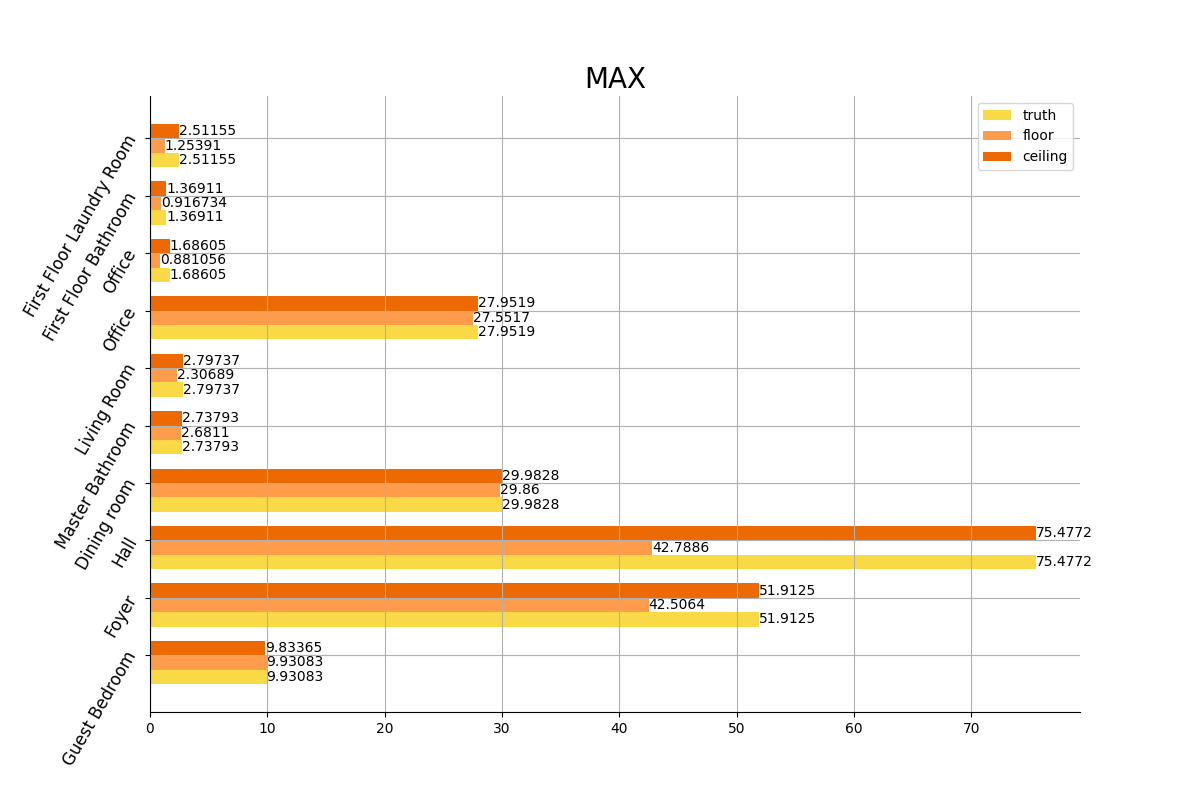 MAX
truth
floor
ceiling
First Floor Laundry Room
2.51155
1.25391
2.51155
First Floor Bathroom
1.36911
0.916734
1.36911
Office
1.68605
0.881056
1.68605
Office
27.9519
27.5517
27.9519
Living Room
2.79737
2.30689
2.79737
Master Bathroom
2.73793
2.6811
2.73793
Dining room
29.9828
29.86
29.9828
Hall
75.4772
42.7886
75.4772
Foyer
51.9125
42.5064
51.9125
Guest Bedroom
9.83365
9.93083
9.93083
0 10 20 30 40 50 60 70